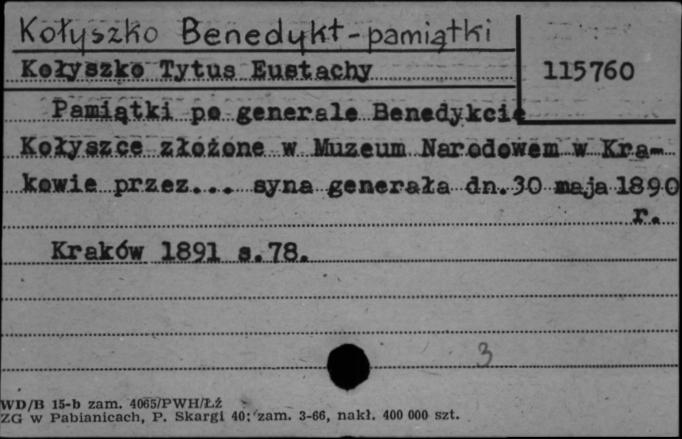 Kołyszko Benedykt - pamiątki
Kołyszko Tytus Eustachy 115760
Pamiątki po generale Benedykcie
Kołyszce złożone w Muzeum Narodowem w Kra-
kowie przez... syna generała dn. 30 maja 1890
r.
Kraków 1891 s. 78.
3
WD/B 15-b zam. 4065/PWH/Łż
ZG w Pabianicach, P. Skargi 40; zam. 3-66, nakł. 400 000 szt.